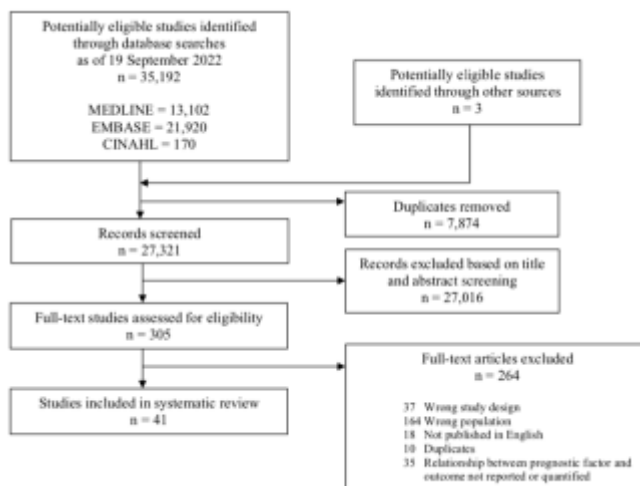 Potentially eligible studies identified
through database searches
as of 19 September 2022
n = 35,192
MEDLINE = 13,102
EMBASE = 21,920
CINAHL = 170
Potentially eligible studies
identified through other sources
n = 3
Duplicates removed
n = 7,874
Records screened
n = 27,321
Records excluded based on title
and abstract screening
n = 27,016
Full-text studies assessed for eligibility
n = 305
Full-text articles excluded
n = 264
37 Wrong study design
164 Wrong population
18 Not published in English
10 Duplicates
35 Relationship between prognostic factor and
outcome not reported or quantified
Studies included in systematic review
n = 41